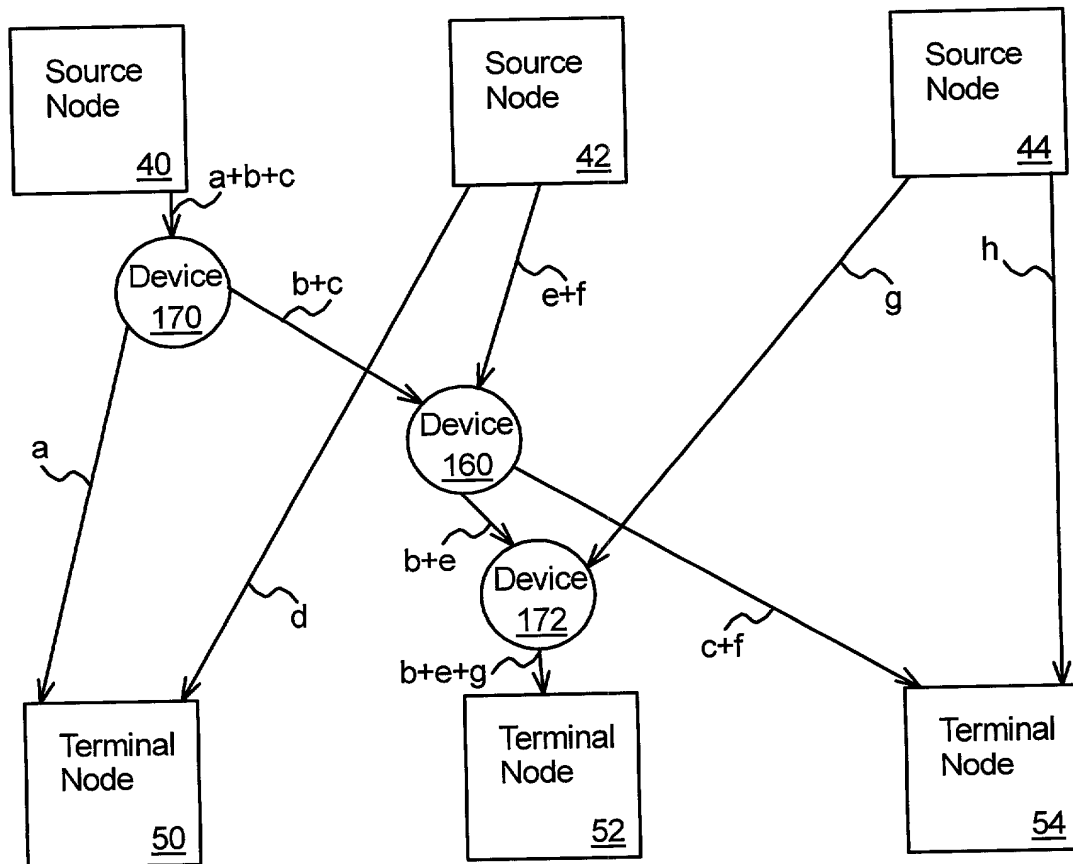 Source
Node
40
Source
Node
42
Source
Node
44
a+b+c
Device
170
b+c
e+f
g
h
Device
160
a
d
b+e
Device
172
c+f
b+e+g
Terminal
Node
50
Terminal
Node
52
Terminal
Node
54